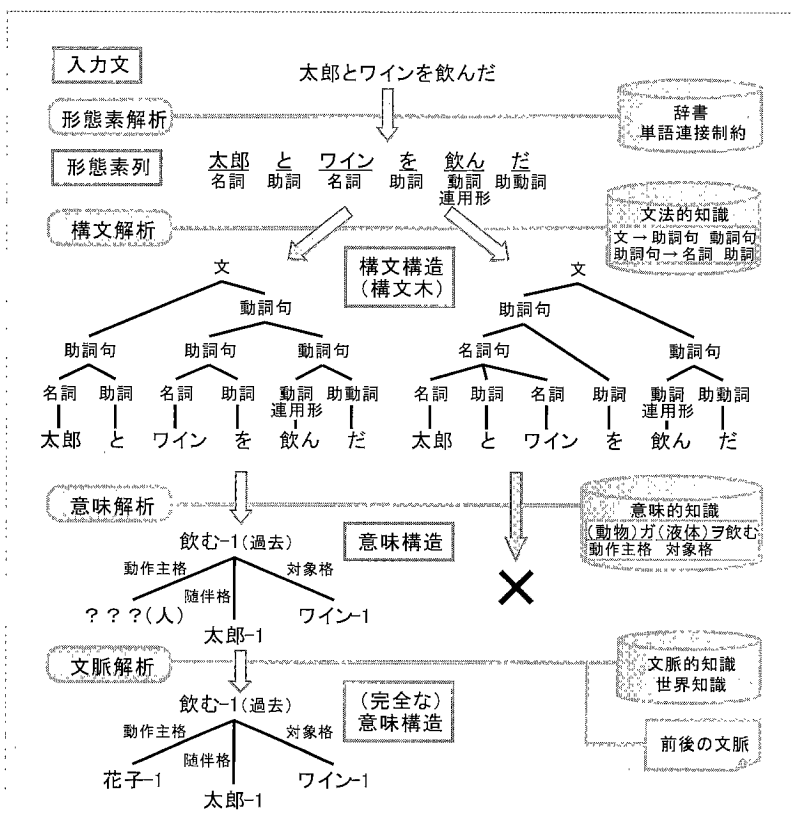 入力文
太郎とワインを飲んだ
形態素解析
辞書
単語連接制約
形態素列
太郎 と ワイン を 飲ん だ
名詞 助詞 名詞 助詞 動詞 助動詞
連用形
構文解析
文法的知識
文→助詞句 動詞句
助詞句→名詞 助詞
構文構造
(構文木)
文
動詞句
助詞句 助詞句 動詞句
名詞 助詞 名詞 助詞 動詞 助動詞
連用形
太郎 と ワイン を 飲ん だ
文
助詞句
名詞句 動詞句
名詞 助詞 名詞 助詞 動詞 助動詞
連用形
太郎 と ワイン を 飲ん だ
意味解析
意味的知識
(動物)ガ(液体)ヲ飲む
動作主格 対象格
意味構造
飲む-1(過去)
動作主格 対象格
随伴格
???(人) ワイン-1
太郎-1
文脈解析
文脈的知識
世界知識
(完全な)
意味構造
飲む-1(過去)
動作主格 対象格
随伴格
花子-1 ワイン-1
太郎-1
前後の文脈